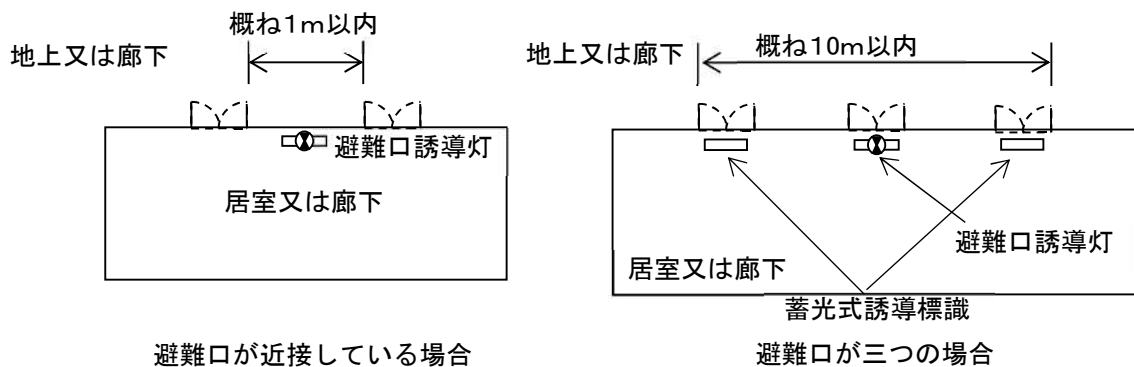 概ね1m以内
地上又は廊下
避難口誘導灯
居室又は廊下
避難口が近接している場合
概ね10m以内
地上又は廊下
避難口誘導灯
居室又は廊下
蓄光式誘導標識
避難口が三つの場合